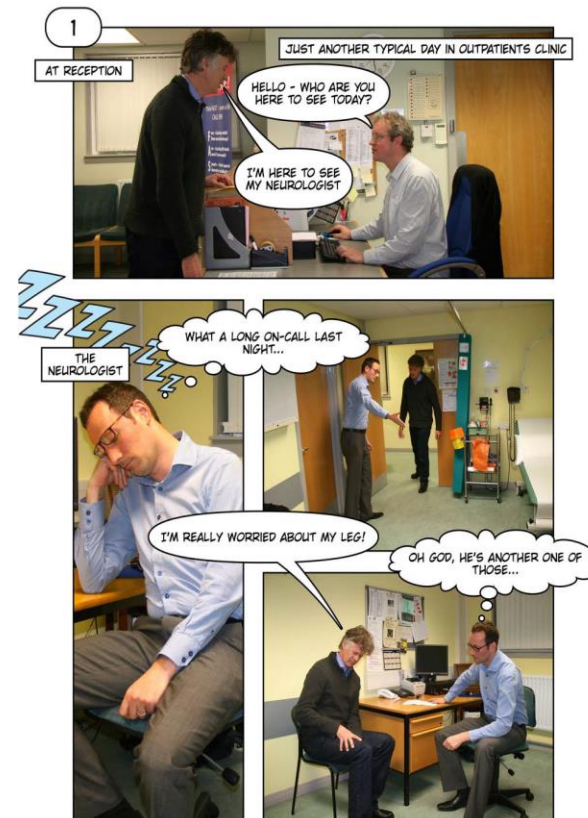 1
JUST ANOTHER TYPICAL DAY IN OUTPATIENTS CLINIC
AT RECEPTION
HELLO - WHO ARE YOU
HERE TO SEE TODAY?
I'M HERE TO SEE
MY NEUROLOGIST
ZZZZZZZZZ
THE
NEUROLOGIST
WHAT A LONG ON-CALL LAST
NIGHT...
I'M REALLY WORRIED ABOUT MY LEG!
OH GOD, HE'S ANOTHER ONE OF
THOSE...